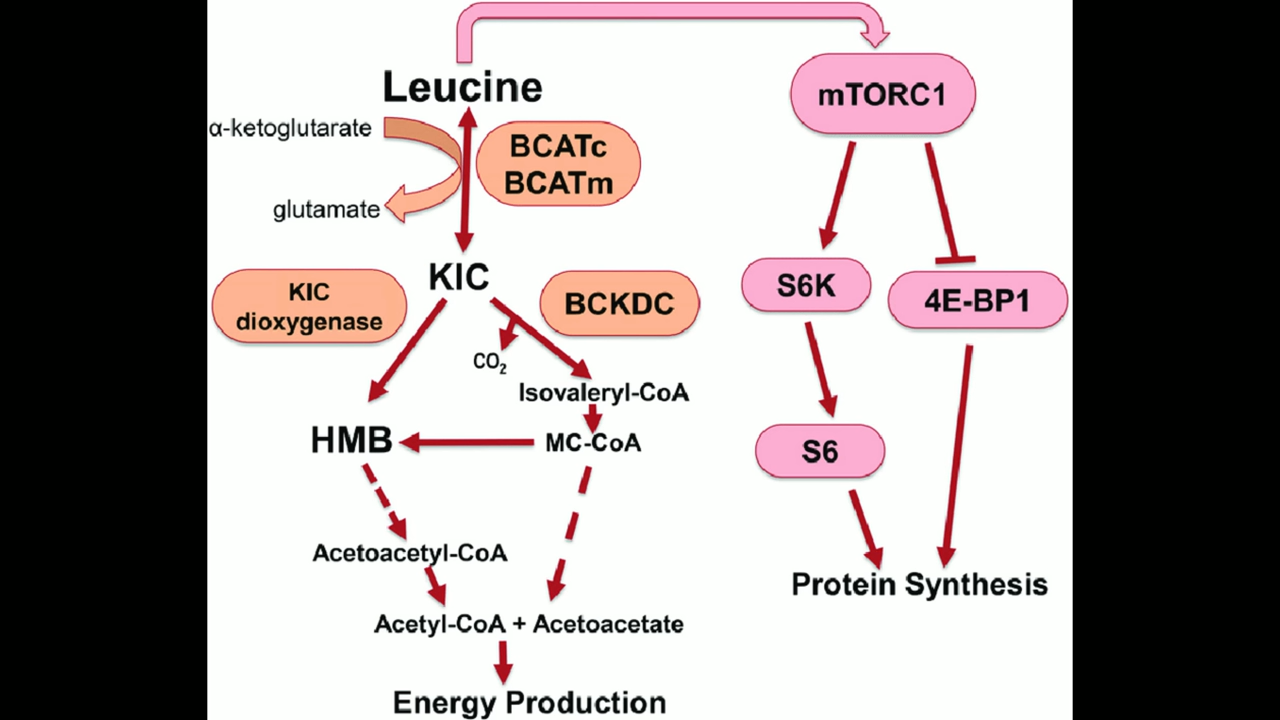 Leucine
mTORC1
α-ketoglutarate
BCATc
BCATm
glutamate
KIC
KIC
dioxygenase
BCKDC
S6K
4E-BP1
CO₂
Isovaleryl-CoA
HMB
MC-CoA
S6
Acetoacetyl-CoA
Protein Synthesis
Acetyl-CoA + Acetoacetate
Energy Production